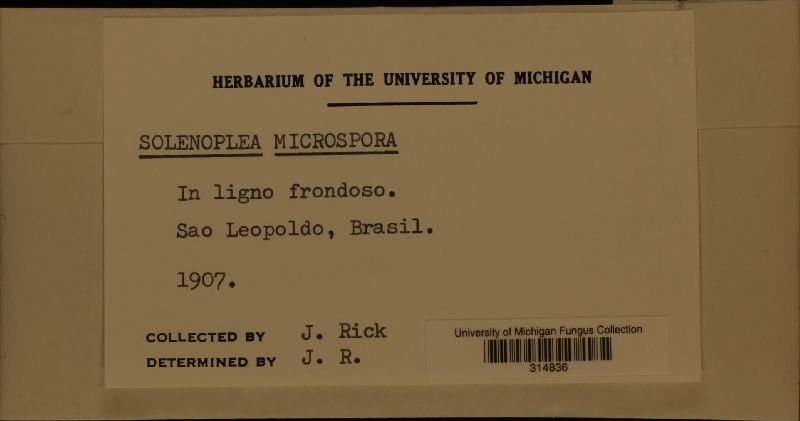 HERBARIUM OF THE UNIVERSITY OF MICHIGAN
SOLENOPLEA MICROSPORA
In ligno frondoso.
Sao Leopoldo, Brasil.
1907.
COLLECTED BY J. Rick
DETERMINED BY J. R.
University of Michigan Fungus Collection
314836